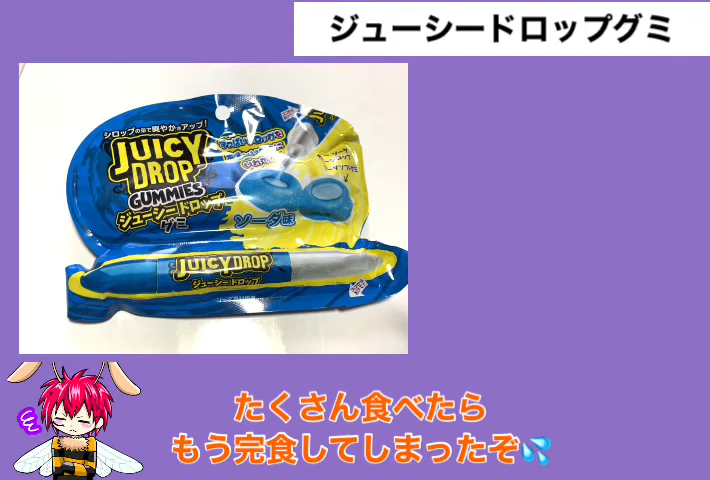 ジューシードロップグミ
シロップの量で爽やかさアップ!
JUICY
DROP
GUMMIES
ジューシードロップ
グミ
ソーダ味
JUICY DROP
ジューシードロップ
たくさん食べたら
もう完食してしまったぞ💦